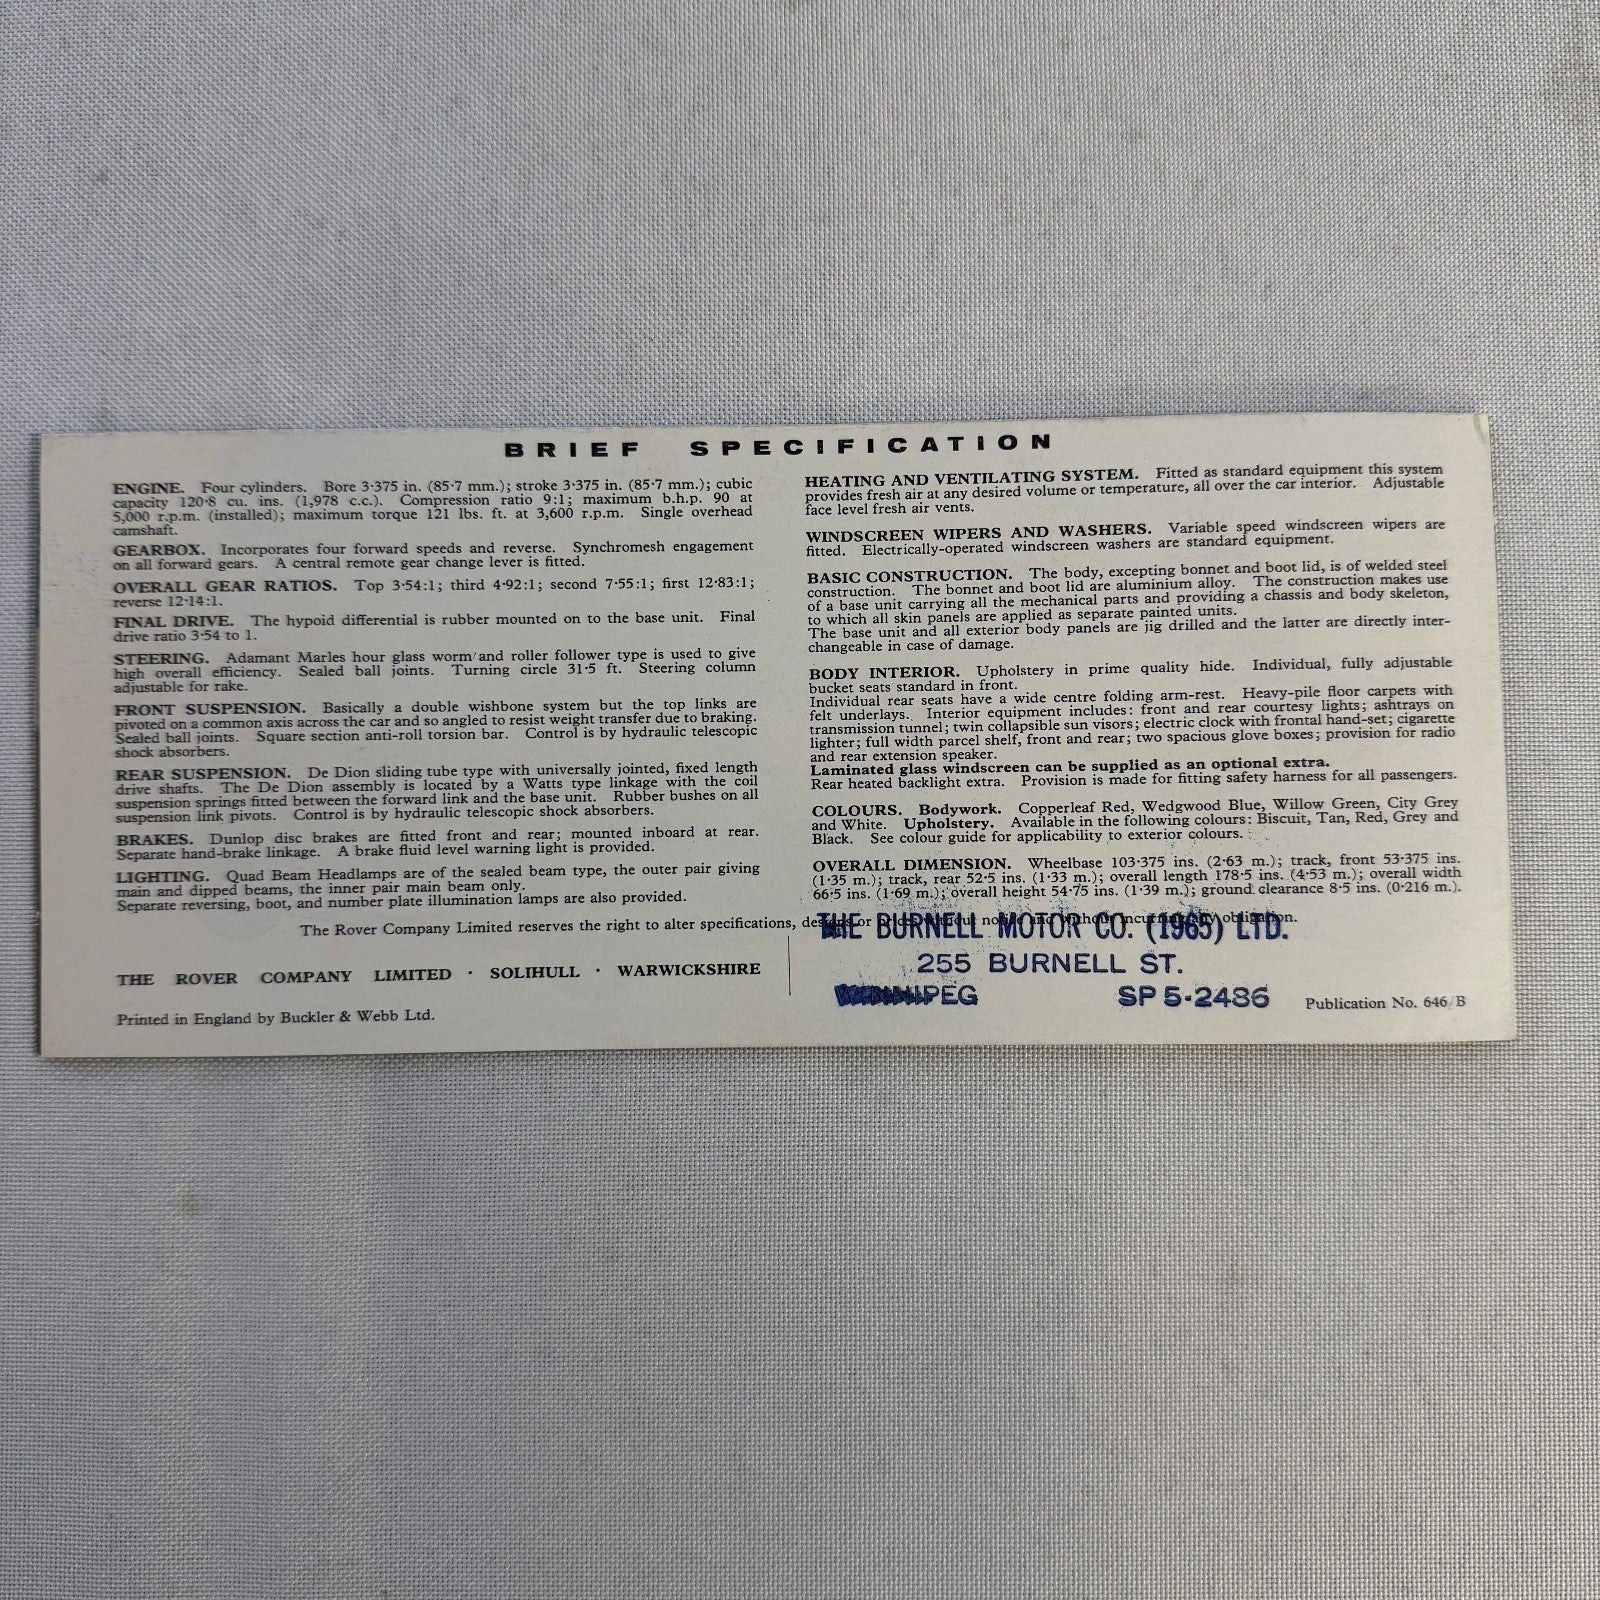 BRIEF SPECIFICATION
ENGINE. Four cylinders. Bore 3·375 in. (85·7 mm.); stroke 3·375 in. (85·7 mm.); cubic
capacity 120·8 cu. ins. (1,978 c.c.). Compression ratio 9:1; maximum b.h.p. 90 at
5,000 r.p.m. (installed); maximum torque 121 lbs. ft. at 3,600 r.p.m. Single overhead
camshaft.
GEARBOX. Incorporates four forward speeds and reverse. Synchromesh engagement
on all forward gears. A central remote gear change lever is fitted.
OVERALL GEAR RATIOS. Top 3·54:1; third 4·92:1; second 7·55:1; first 12·83:1;
reverse 12·14:1.
FINAL DRIVE. The hypoid differential is rubber mounted on to the base unit. Final
drive ratio 3·54 to 1.
STEERING. Adamant Marles hour glass worm and roller follower type is used to give
high overall efficiency. Sealed ball joints. Turning circle 31·5 ft. Steering column
adjustable for rake.
FRONT SUSPENSION. Basically a double wishbone system but the top links are
pivoted on a common axis across the car and so angled to resist weight transfer due to braking.
Sealed ball joints. Square section anti-roll torsion bar. Control is by hydraulic telescopic
shock absorbers.
REAR SUSPENSION. De Dion sliding tube type with universally jointed, fixed length
drive shafts. The De Dion assembly is located by a Watts type linkage with the coil
suspension springs fitted between the forward link and the base unit. Rubber bushes on all
suspension link pivots. Control is by hydraulic telescopic shock absorbers.
BRAKES. Dunlop disc brakes are fitted front and rear; mounted inboard at rear.
Separate hand-brake linkage. A brake fluid level warning light is provided.
LIGHTING. Quad Beam Headlamps are of the sealed beam type, the outer pair giving
main and dipped beams, the inner pair main beam only.
Separate reversing, boot, and number plate illumination lamps are also provided.
HEATING AND VENTILATING SYSTEM. Fitted as standard equipment this system
provides fresh air at any desired volume or temperature, all over the car interior. Adjustable
face level fresh air vents.
WINDSCREEN WIPERS AND WASHERS. Variable speed windscreen wipers are
fitted. Electrically-operated windscreen washers are standard equipment.
BASIC CONSTRUCTION. The body, excepting bonnet and boot lid, is of welded steel
construction. The bonnet and boot lid are aluminium alloy. The construction makes use
of a base unit carrying all the mechanical parts and providing a chassis and body skeleton,
to which all skin panels are applied as separate painted units.
The base unit and all exterior body panels are jig drilled and the latter are directly inter-
changeable in case of damage.
BODY INTERIOR. Upholstery in prime quality hide. Individual, fully adjustable
bucket seats standard in front.
Individual rear seats have a wide centre folding arm-rest. Heavy-pile floor carpets with
felt underlays. Interior equipment includes: front and rear courtesy lights; ashtrays on
transmission tunnel; twin collapsible sun visors; electric clock with frontal hand-set; cigarette
lighter; full width parcel shelf, front and rear; two spacious glove boxes; provision for radio
and rear extension speaker.
Laminated glass windscreen can be supplied as an optional extra.
Rear heated backlight extra. Provision is made for fitting safety harness for all passengers.
COLOURS. Bodywork. Copperleaf Red, Wedgwood Blue, Willow Green, City Grey
and White. Upholstery. Available in the following colours: Biscuit, Tan, Red, Grey and
Black. See colour guide for applicability to exterior colours.
OVERALL DIMENSION. Wheelbase 103·375 ins. (2·63 m.); track, front 53·375 ins.
(1·35 m.); track, rear 52·5 ins. (1·33 m.); overall length 178·5 ins. (4·53 m.); overall width
66·5 ins. (1·69 m.); overall height 54·75 ins. (1·39 m.); ground clearance 8·5 ins. (0·216 m.).
The Rover Company Limited reserves the right to alter specifications, designs or prices without notice and without incurring any obligation.
THE BURNELL MOTOR CO. (1965) LTD.
255 BURNELL ST.
WINNIPEG SP 5-2486
THE ROVER COMPANY LIMITED · SOLIHULL · WARWICKSHIRE
Printed in England by Buckler & Webb Ltd.
Publication No. 646/B